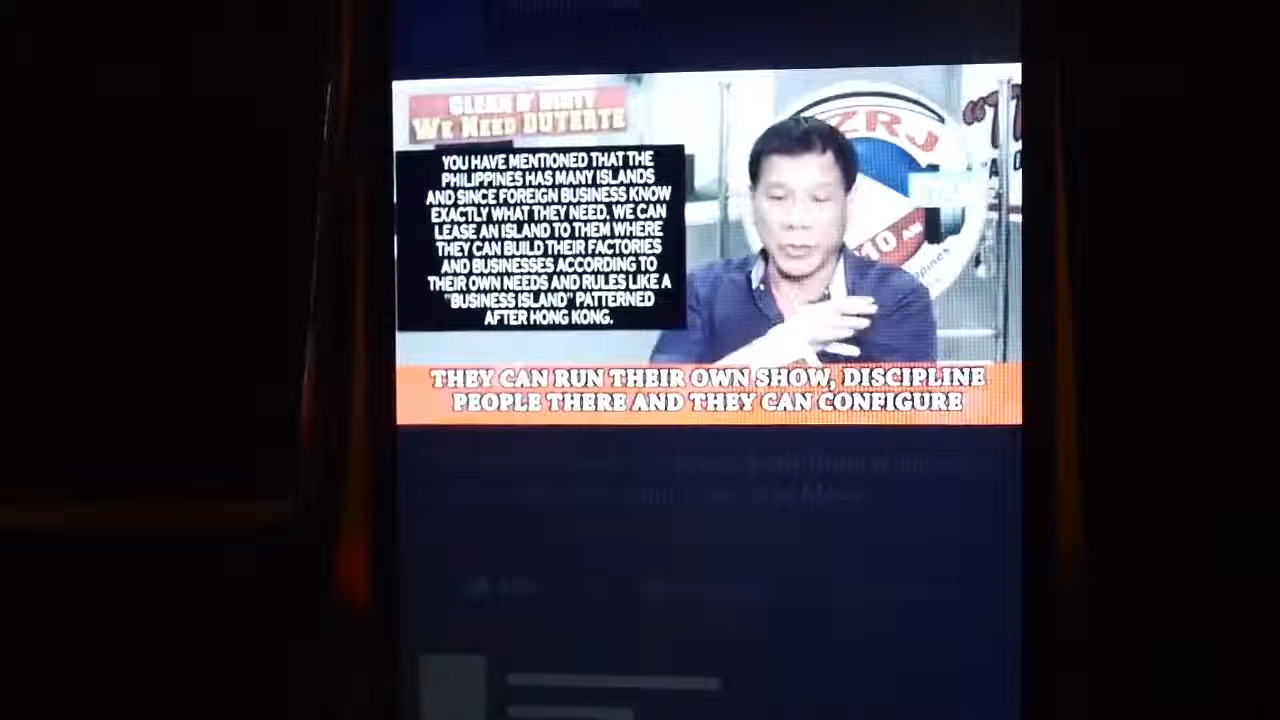 CLEAN N' DIRTY
WE NEED DUTERTE
YOU HAVE MENTIONED THAT THE
PHILIPPINES HAS MANY ISLANDS
AND SINCE FOREIGN BUSINESS KNOW
EXACTLY WHAT THEY NEED. WE CAN
LEASE AN ISLAND TO THEM WHERE
THEY CAN BUILD THEIR FACTORIES
AND BUSINESSES ACCORDING TO
THEIR OWN NEEDS AND RULES LIKE A
"BUSINESS ISLAND" PATTERNED
AFTER HONG KONG.
ZRJ
10 AM
THEY CAN RUN THEIR OWN SHOW, DISCIPLINE
PEOPLE THERE AND THEY CAN CONFIGURE